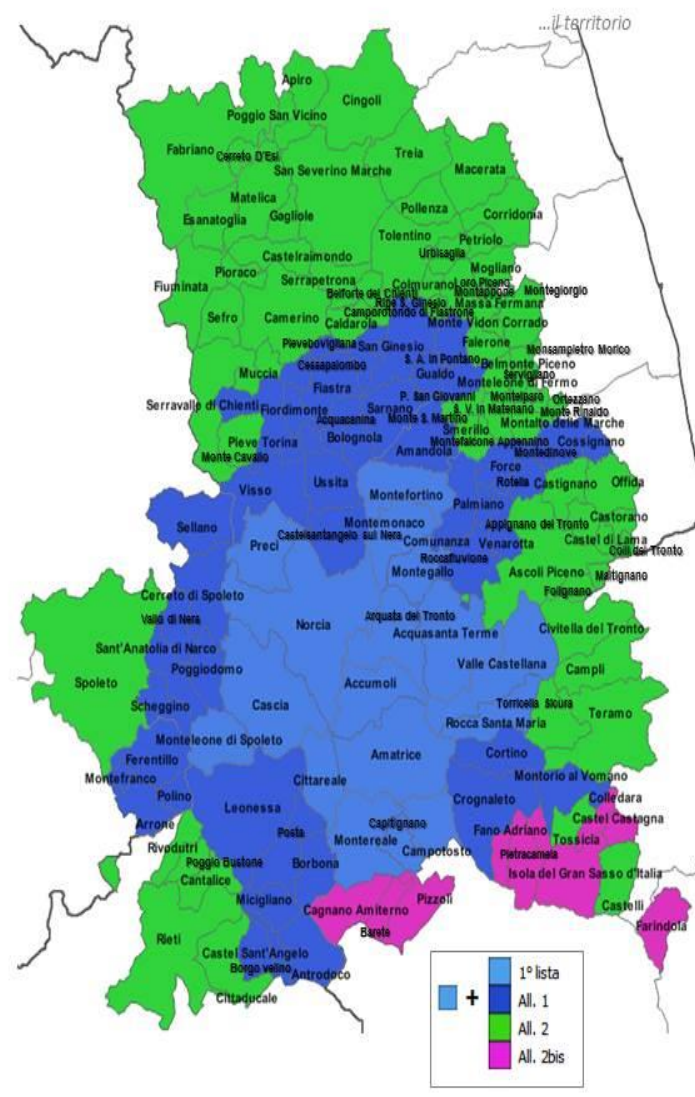 ...il territorio
Apiro
Cingoli
Poggio San Vicino
Fabriano
Cerreto D'Esi
Treia
San Severino Marche
Macerata
Matelica
Pollenza
Esanatoglia
Gagliole
Corridonia
Tolentino
Petriolo
Urbisaglia
Castelraimondo
Mogliano
Pioraco
Serrapetrona
Colmurano
Loro Piceno
Fiuminata
Belforte del Chienti
Montappone
Montegiorgio
Ripe S. Ginesio
Massa Fermana
Sefro
Camerino
Camporotondo di Fiastrone
Caldarola
Monte Vidon Corrado
Pievebovigliana
San Ginesio
Falerone
Monsampietro Morico
Cessapalombo
S. A. in Pontano
Belmonte Piceno
Muccia
Gualdo
Servigliano
Fiastra
Monteleone di Fermo
Serravalle di Chienti
Fiordimonte
Sarnano
P. San Giovanni
Montelparo
Ortezzano
Acquacanina
Monte S. Martino
S. V. in Matenano
Monte Rinaldo
Pieve Torina
Bolognola
Smerillo
Montalto delle Marche
Monte Cavallo
Amandola
Montefalcone Appennino
Cossignano
Montedinove
Visso
Ussita
Montefortino
Force
Rotella
Castignano
Offida
Palmiano
Sellano
Montemonaco
Appignano del Tronto
Castorano
Preci
Castelsantangelo sul Nera
Comunanza
Venarotta
Castel di Lama
Colli del Tronto
Roccafluvione
Montegallo
Ascoli Piceno
Maltignano
Cerreto di Spoleto
Folignano
Vallo di Nera
Norcia
Arquata del Tronto
Acquasanta Terme
Civitella del Tronto
Sant'Anatolia di Narco
Poggiodomo
Valle Castellana
Campli
Spoleto
Accumoli
Scheggino
Cascia
Torricella Sicura
Teramo
Rocca Santa Maria
Monteleone di Spoleto
Ferentillo
Amatrice
Cortino
Montefranco
Cittareale
Montorio al Vomano
Polino
Leonessa
Crognaleto
Colledara
Arrone
Posta
Capitignano
Fano Adriano
Castel Castagna
Rivodutri
Montereale
Tossicia
Poggio Bustone
Borbona
Campotosto
Pietracamela
Cantalice
Isola del Gran Sasso d'Italia
Micigliano
Pizzoli
Castelli
Cagnano Amiterno
Farindola
Rieti
Barete
Castel Sant'Angelo
Borgo velino
Antrodoco
Cittaducale
+
1° lista
All. 1
All. 2
All. 2bis